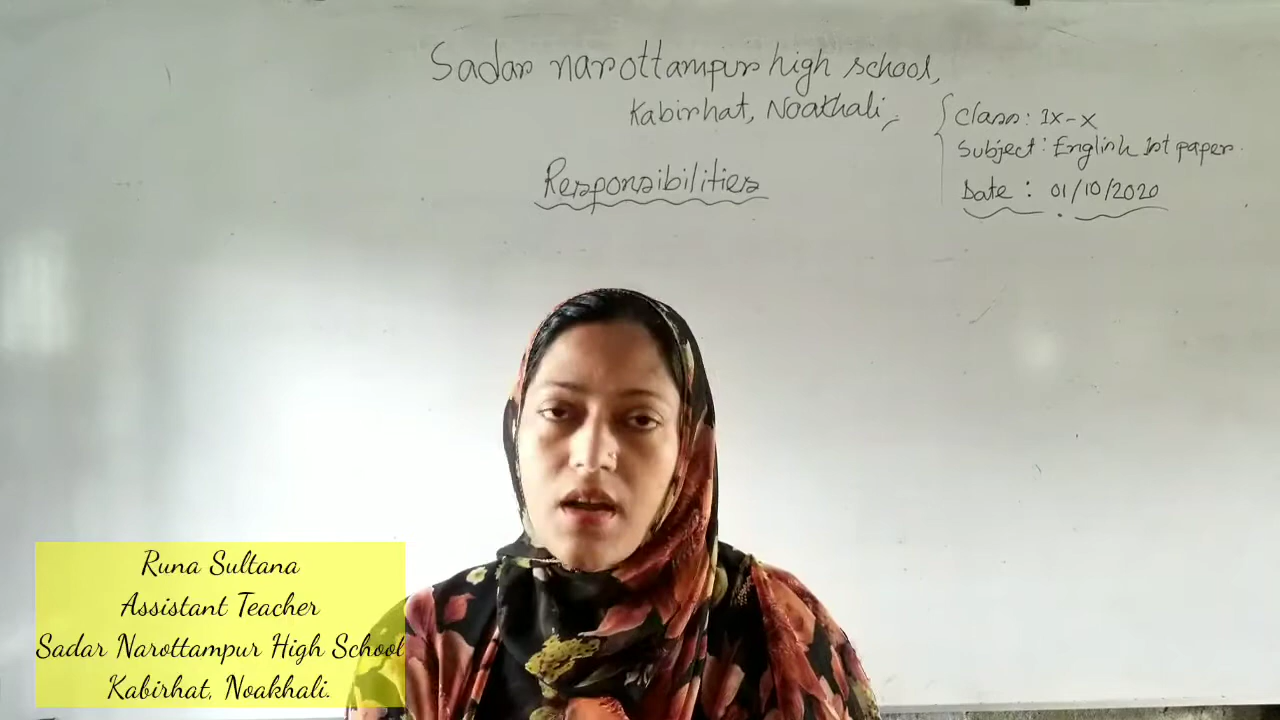 Sadar narottampur high school,
Kabirhat, Noakhali,
Responsibilities
Class: IX-X
Subject: English 1st paper.
Date: 01/10/2020
Runa Sultana
Assistant Teacher
Sadar Narottampur High School
Kabirhat, Noakhali.